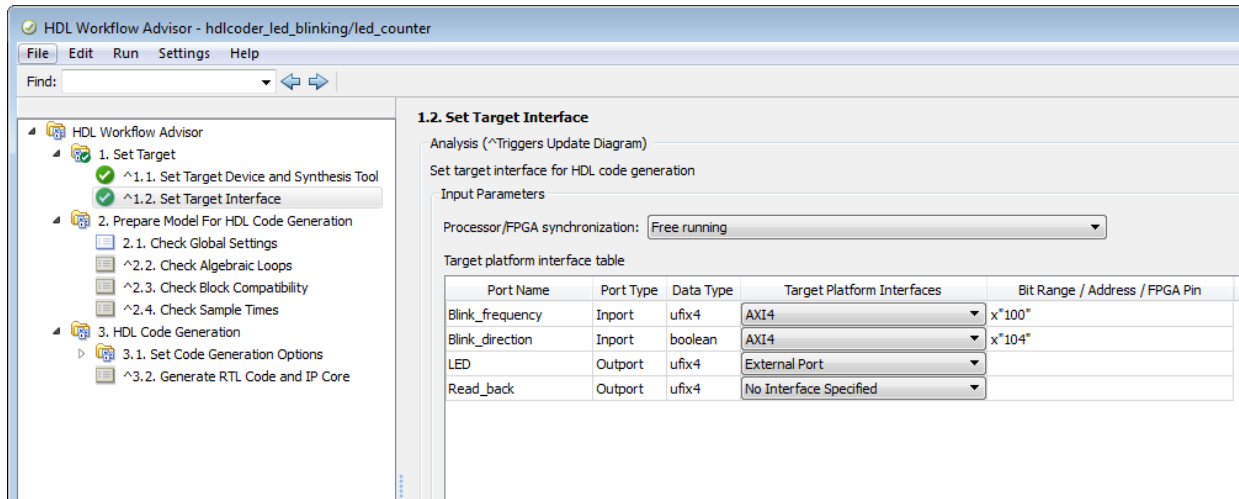 HDL Workflow Advisor - hdlcoder_led_blinking/led_counter
File Edit Run Settings Help
Find:
HDL Workflow Advisor
1. Set Target
^1.1. Set Target Device and Synthesis Tool
^1.2. Set Target Interface
2. Prepare Model For HDL Code Generation
2.1. Check Global Settings
^2.2. Check Algebraic Loops
^2.3. Check Block Compatibility
^2.4. Check Sample Times
3. HDL Code Generation
3.1. Set Code Generation Options
^3.2. Generate RTL Code and IP Core
1.2. Set Target Interface
Analysis (^Triggers Update Diagram)
Set target interface for HDL code generation
Input Parameters
Processor/FPGA synchronization: Free running
Target platform interface table
Port Name Port Type Data Type Target Platform Interfaces Bit Range / Address / FPGA Pin
Blink_frequency Inport ufix4 AXI4 x"100"
Blink_direction Inport boolean AXI4 x"104"
LED Outport ufix4 External Port
Read_back Outport ufix4 No Interface Specified